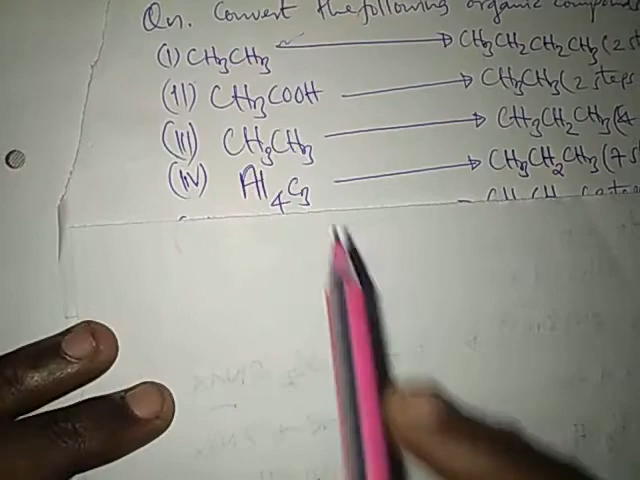 Qn. Convert the following organic compounds
(i) CH3CH3 → CH3CH2CH2CH3 (2 st
(II) CH3COOH → CH3CH3 (2 steps
(III) CH3CH3 → CH3CH2CH3 (4
(IV) Al4C3 → CH3CH2CH3 (7 s